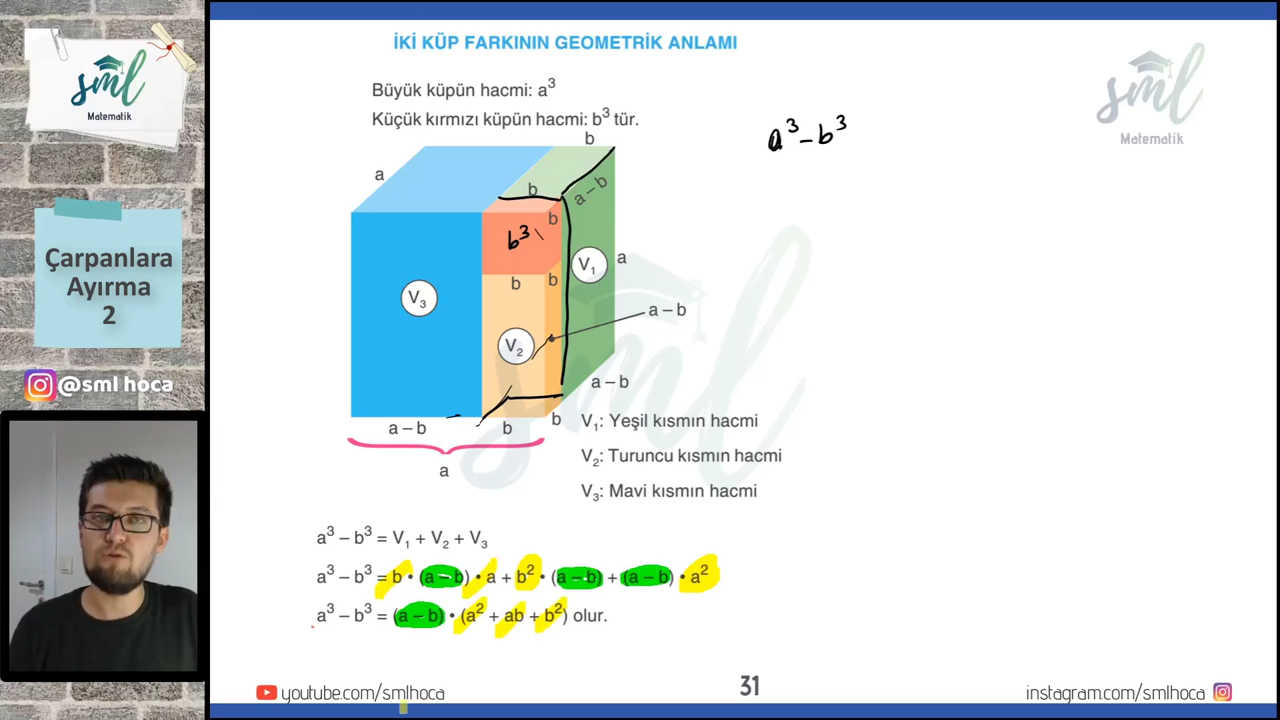 sml
Matematik
Çarpanlara
Ayırma
2
@sml hoca
İKİ KÜP FARKININ GEOMETRİK ANLAMI
sml
Matematik
Büyük küpün hacmi: a³
Küçük kırmızı küpün hacmi: b³ tür.
a³ – b³
b
a
b
a – b
b
b³
V₁
a
b
b
V₃
a – b
V₂
a – b
a – b
b
b
a
V₁: Yeşil kısmın hacmi
V₂: Turuncu kısmın hacmi
V₃: Mavi kısmın hacmi
a³ – b³ = V₁ + V₂ + V₃
a³ – b³ = b • (a – b) • a + b² • (a – b) + (a – b) • a²
a³ – b³ = (a – b) • (a² + ab + b²) olur.
youtube.com/smlhoca
31
instagram.com/smlhoca